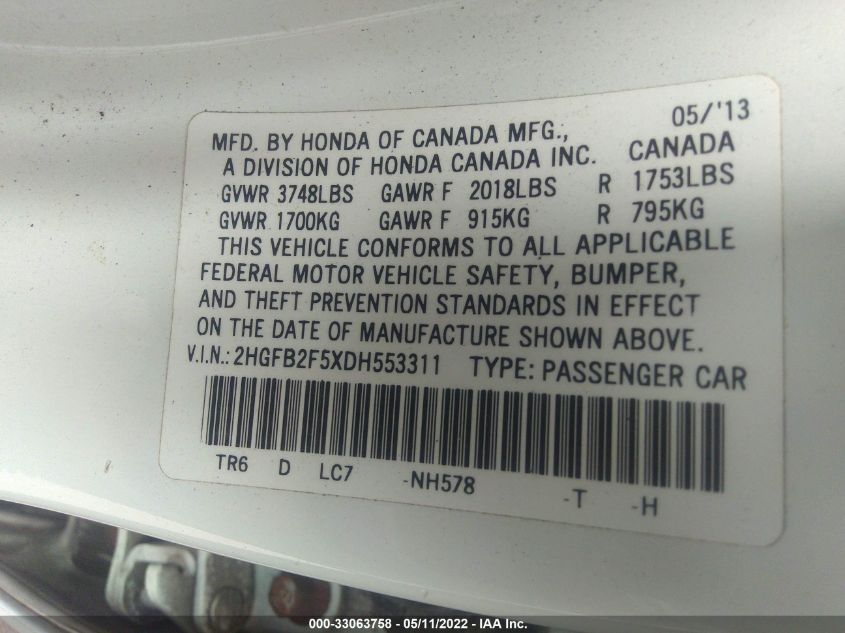 05/'13
MFD. BY HONDA OF CANADA MFG., CANADA
A DIVISION OF HONDA CANADA INC.
GVWR 3748LBS GAWR F 2018LBS R 1753LBS
GVWR 1700KG GAWR F 915KG R 795KG
THIS VEHICLE CONFORMS TO ALL APPLICABLE
FEDERAL MOTOR VEHICLE SAFETY, BUMPER,
AND THEFT PREVENTION STANDARDS IN EFFECT
ON THE DATE OF MANUFACTURE SHOWN ABOVE.
V.I.N.: 2HGFB2F5XDH553311 TYPE: PASSENGER CAR
TR6 D LC7 -NH578 -T -H
000-33063758 - 05/11/2022 - IAA Inc.